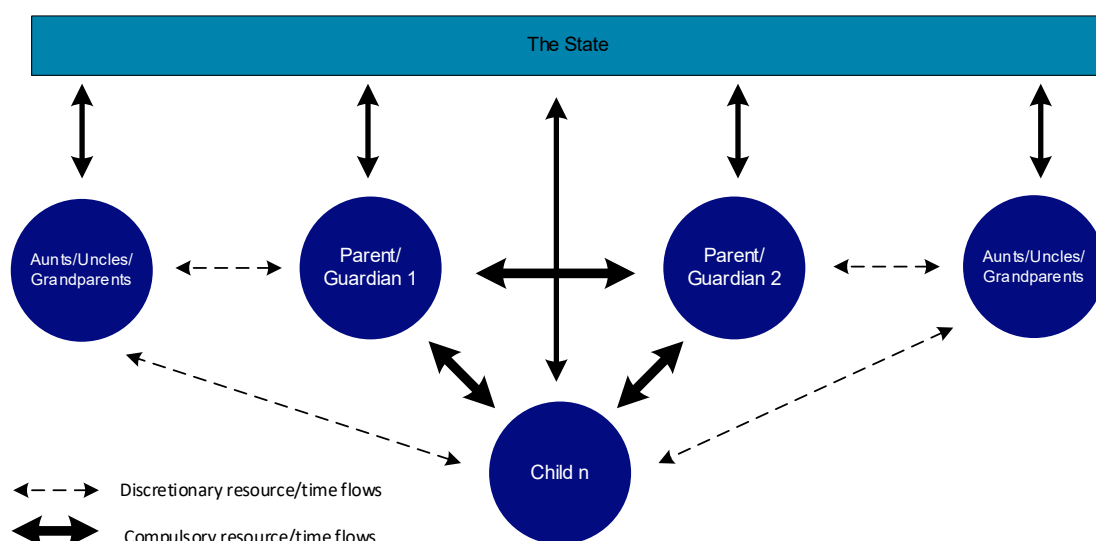 The State
Aunts/Uncles/
Grandparents
Parent/
Guardian 1
Parent/
Guardian 2
Aunts/Uncles/
Grandparents
Child n
Discretionary resource/time flows
Compulsory resource/time flows